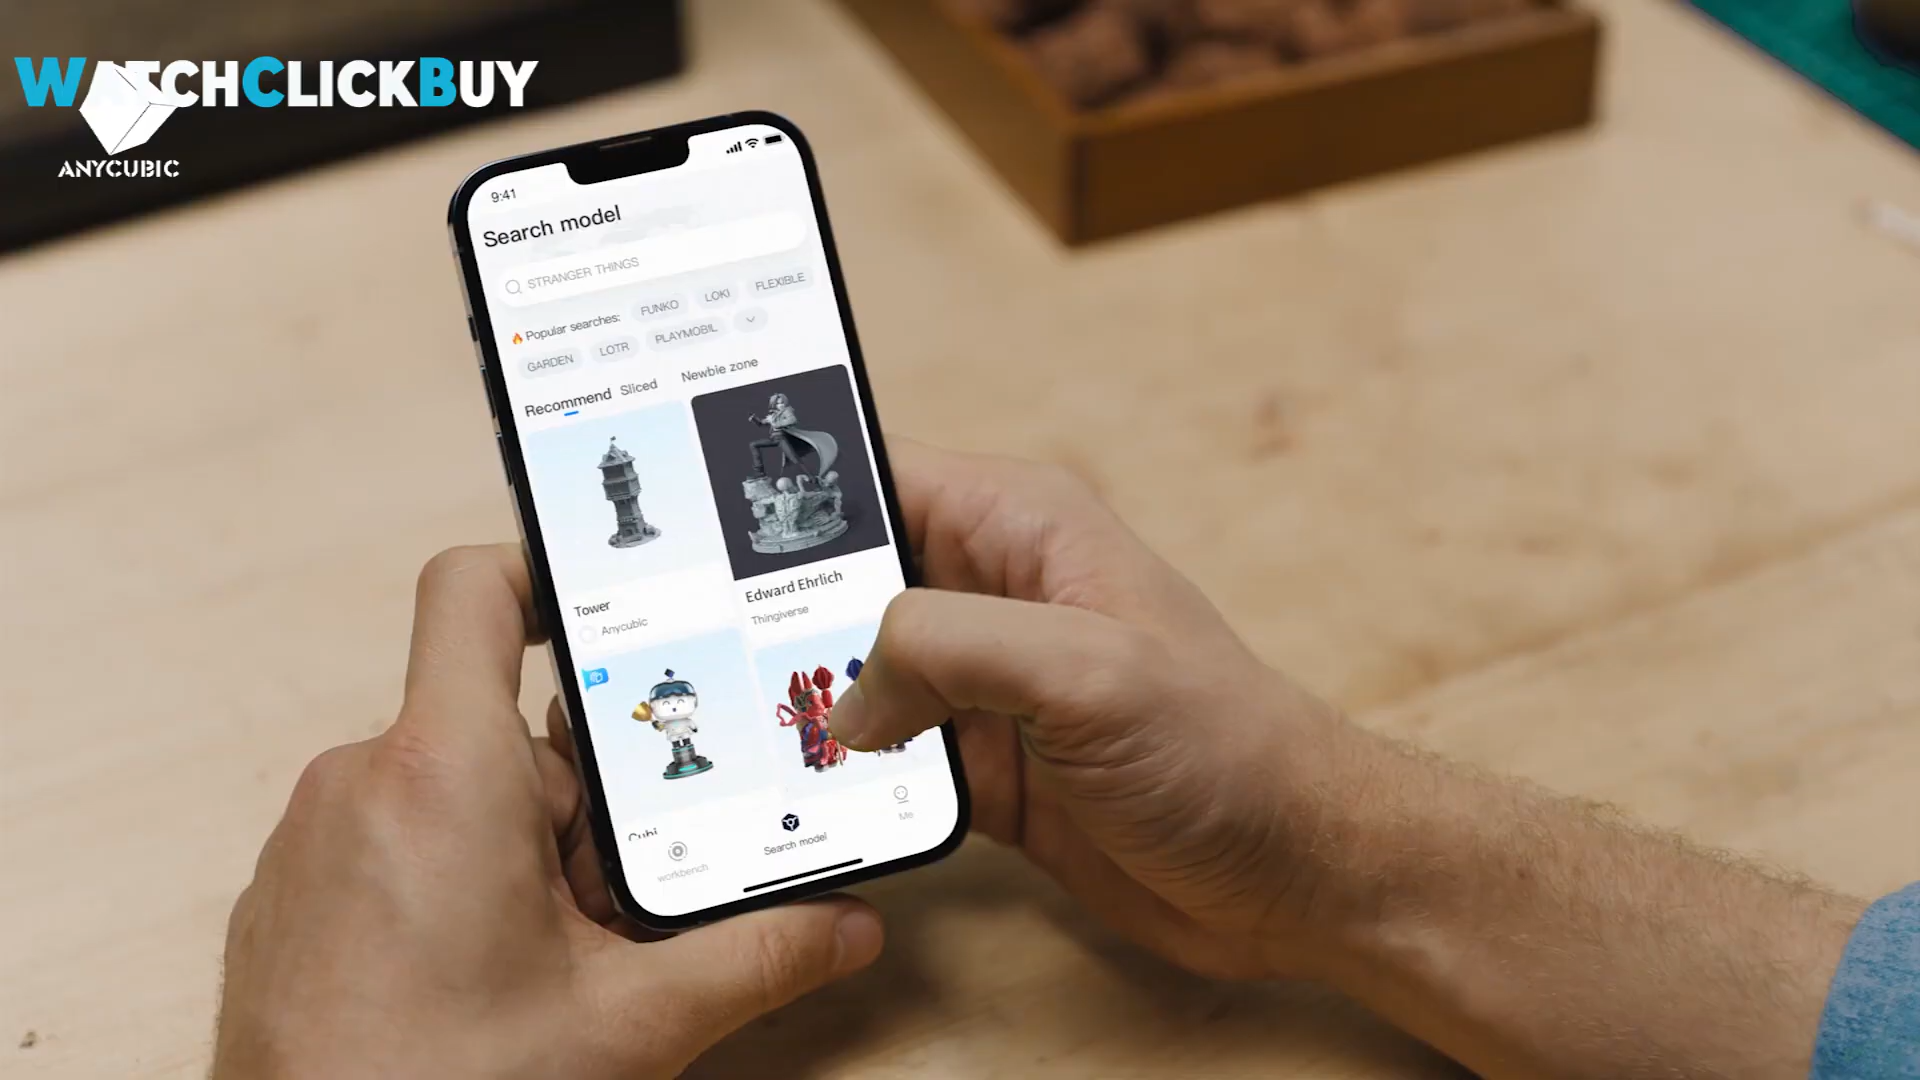 WATCHCLICKBUY
ANYCUBIC
9:41
Search model
STRANGER THINGS
Popular searches: FUNKO LOKI FLEXIBLE
GARDEN LOTR PLAYMOBIL
Recommend Sliced Newbie zone
Tower
Anycubic
Edward Ehrlich
Thingiverse
Cubi
workbench
Search model
Me